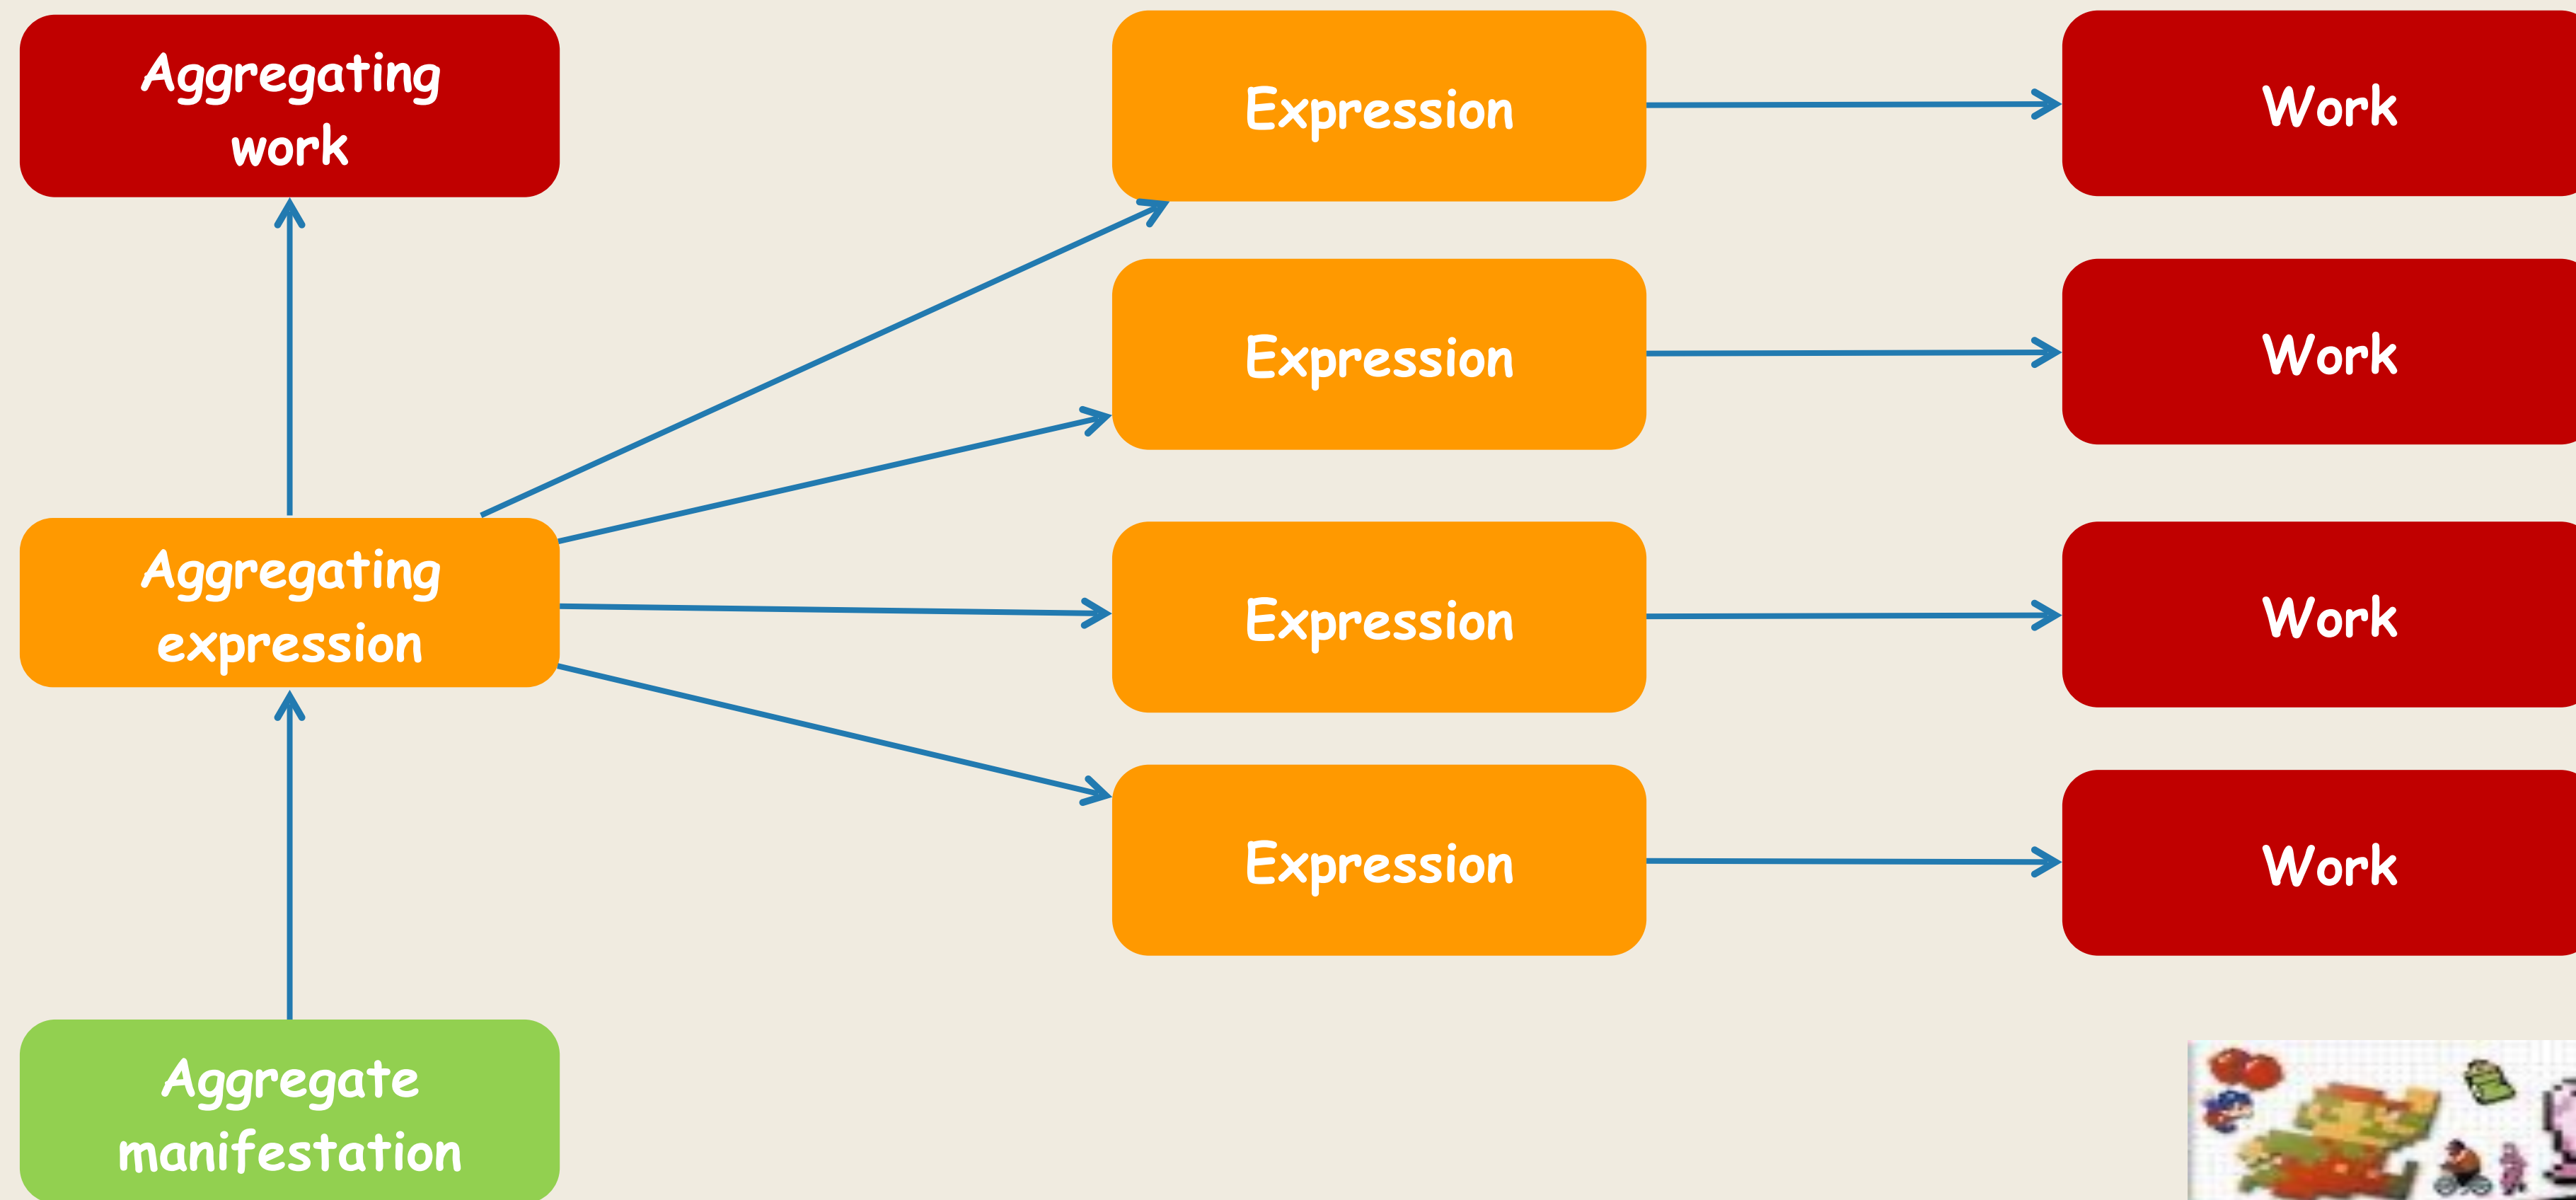 Aggregating
work
Expression
Work
Expression
Work
Aggregating
expression
Expression
Work
Expression
Work
Aggregate
manifestation